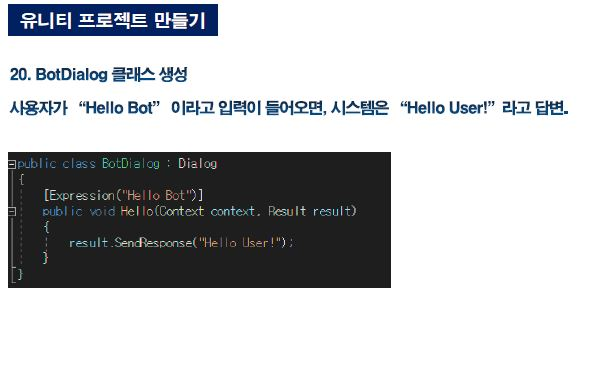 유니티 프로젝트 만들기
20. BotDialog 클래스 생성
사용자가 “Hello Bot” 이라고 입력이 들어오면, 시스템은 “Hello User!” 라고 답변.
public class BotDialog : Dialog
{
[Expression("Hello Bot")]
public void Hello(Context context, Result result)
{
result.SendResponse("Hello User!");
}
}